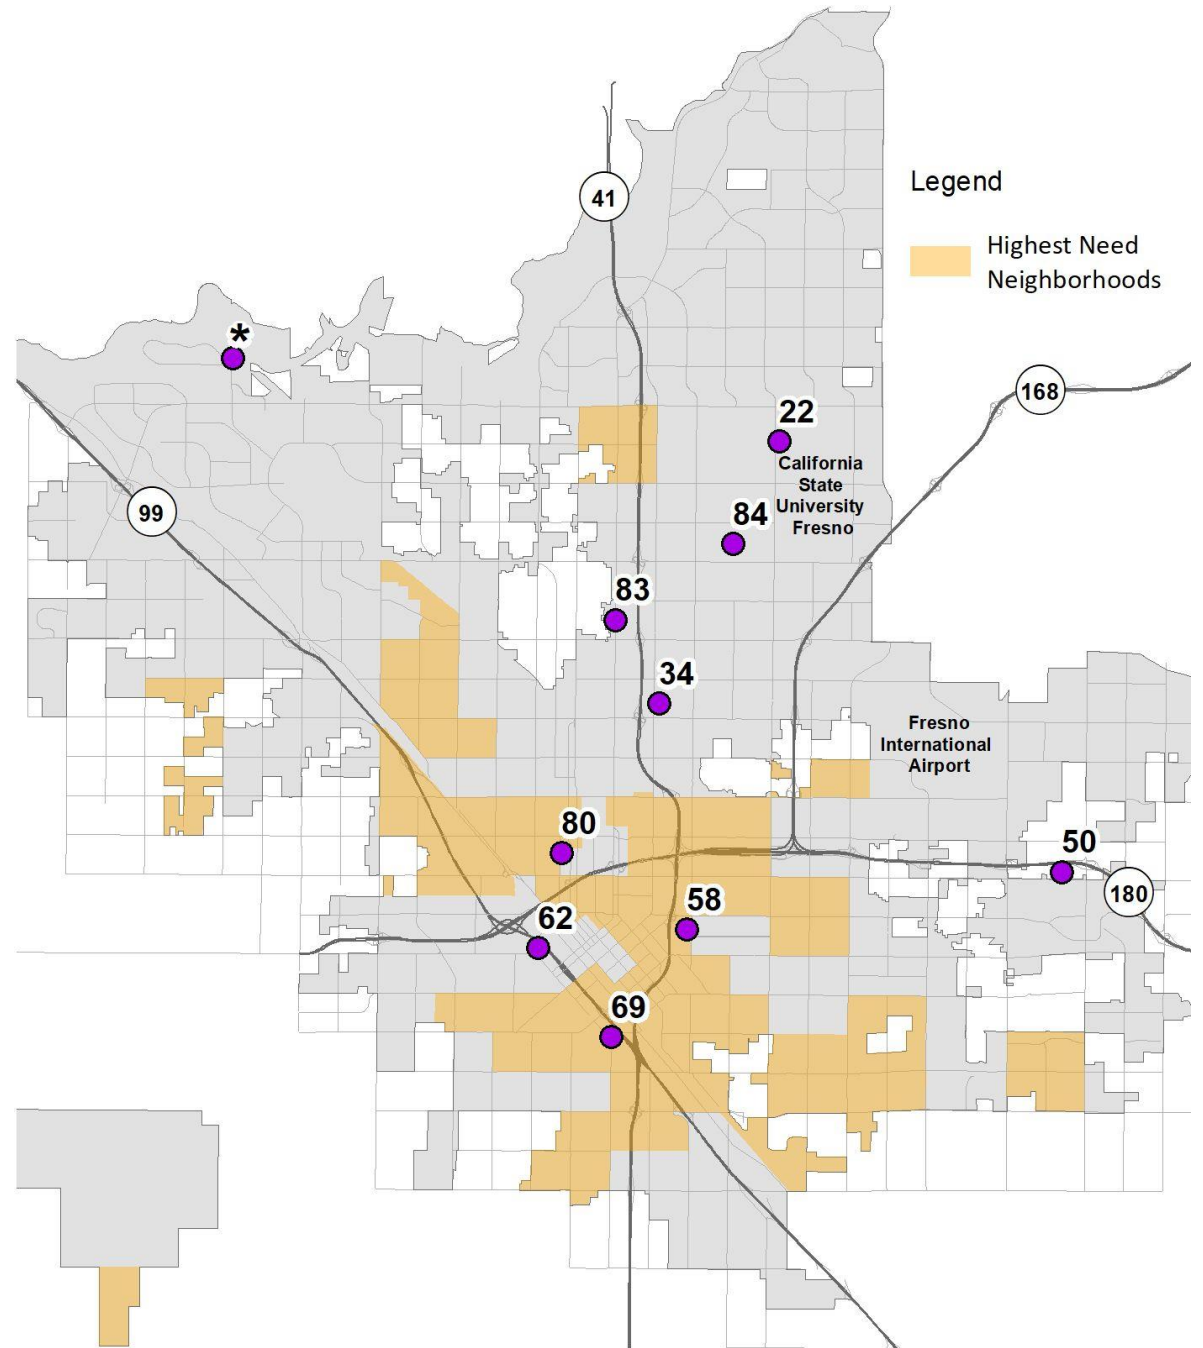 41
Legend
Highest Need
Neighborhoods
*
168
22
California
State
University
Fresno
99
84
83
34
Fresno
International
Airport
80
50
180
58
62
69